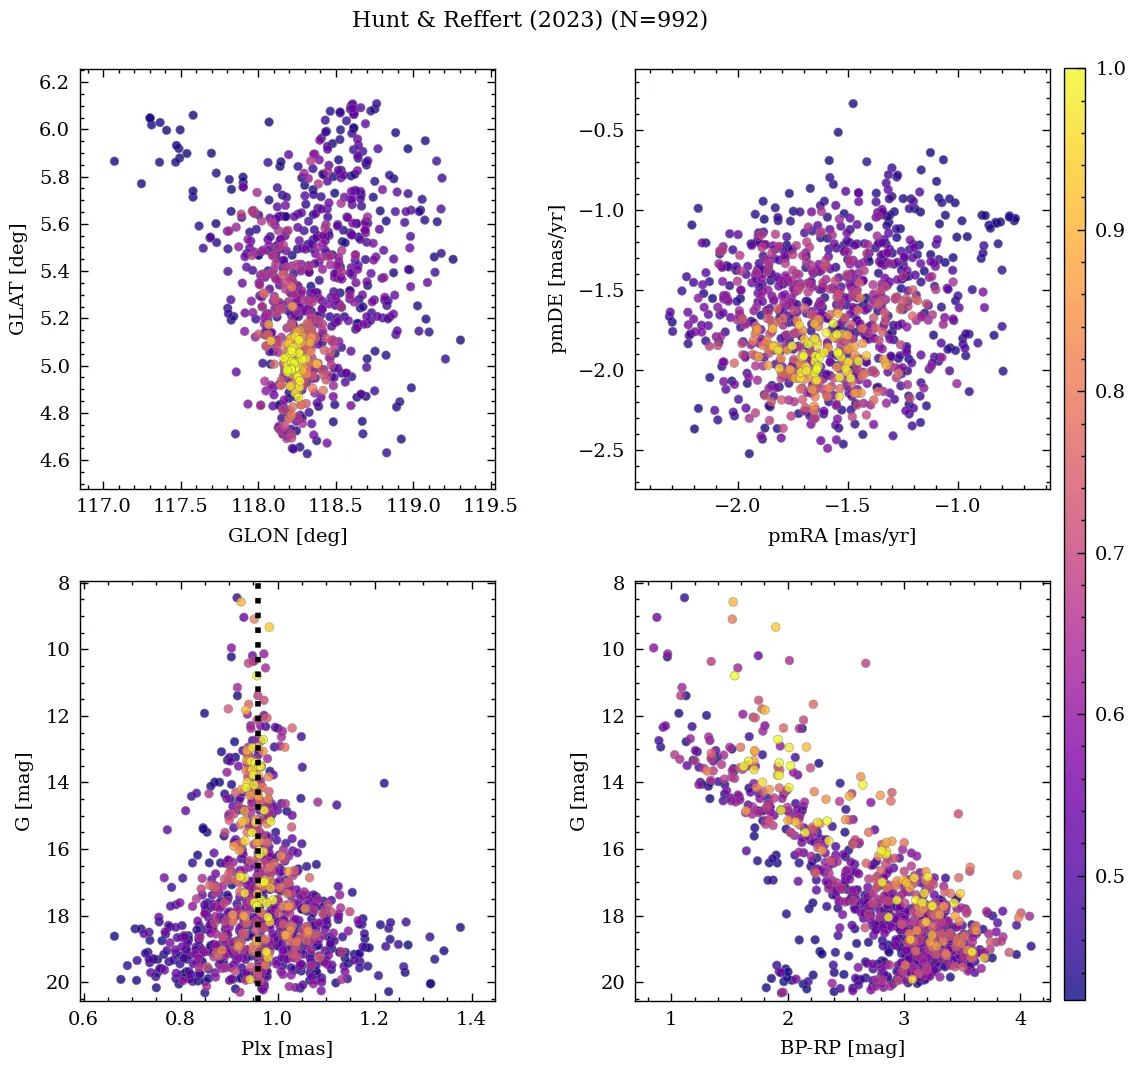 Hunt & Reffert (2023) (N=992)
6.2
6.0
5.8
5.6
5.4
5.2
5.0
4.8
4.6
GLAT [deg]
117.0 117.5 118.0 118.5 119.0 119.5
GLON [deg]
−0.5
−1.0
−1.5
−2.0
−2.5
pmDE [mas/yr]
−2.0 −1.5 −1.0
pmRA [mas/yr]
1.0
0.9
0.8
0.7
0.6
0.5
8
10
12
14
16
18
20
G [mag]
0.6 0.8 1.0 1.2 1.4
Plx [mas]
8
10
12
14
16
18
20
G [mag]
1 2 3 4
BP-RP [mag]